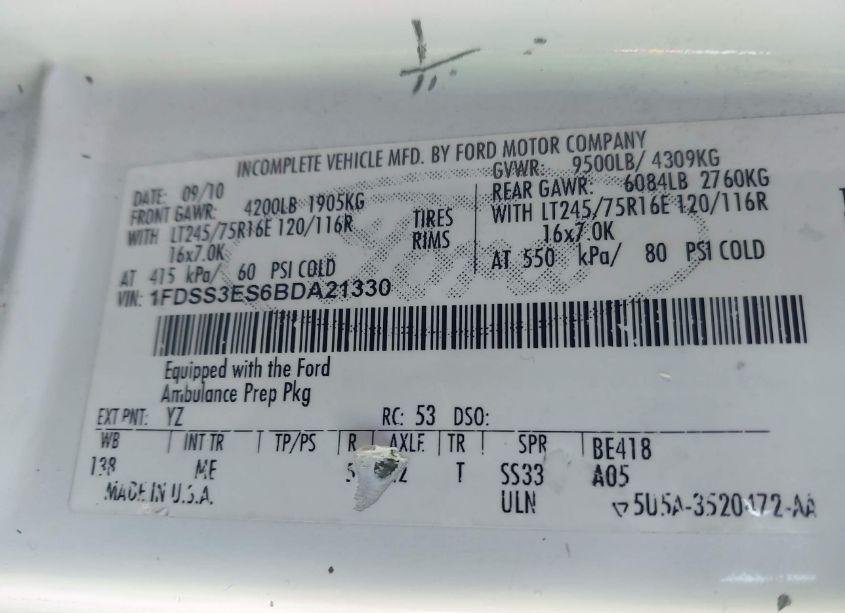 INCOMPLETE VEHICLE MFD. BY FORD MOTOR COMPANY
DATE: 09/10 GVWR: 9500LB/ 4309KG
FRONT GAWR: 4200LB 1905KG REAR GAWR: 6084LB 2760KG
WITH LT245/75R16E 120/116R TIRES WITH LT245/75R16E 120/116R
16x7.0K RIMS 16x7.0K
AT 415 kPa/ 60 PSI COLD AT 550 kPa/ 80 PSI COLD
VIN: 1FDSS3ES6BDA21330
Equipped with the Ford
Ambulance Prep Pkg
EXT PNT: YZ RC: 53 DSO:
WB INT TR TP/PS R AXLE TR SPR BE418
138 ME 5 2 T SS33 A05
MADE IN U.S.A. ULN 5U5A-3520472-AA